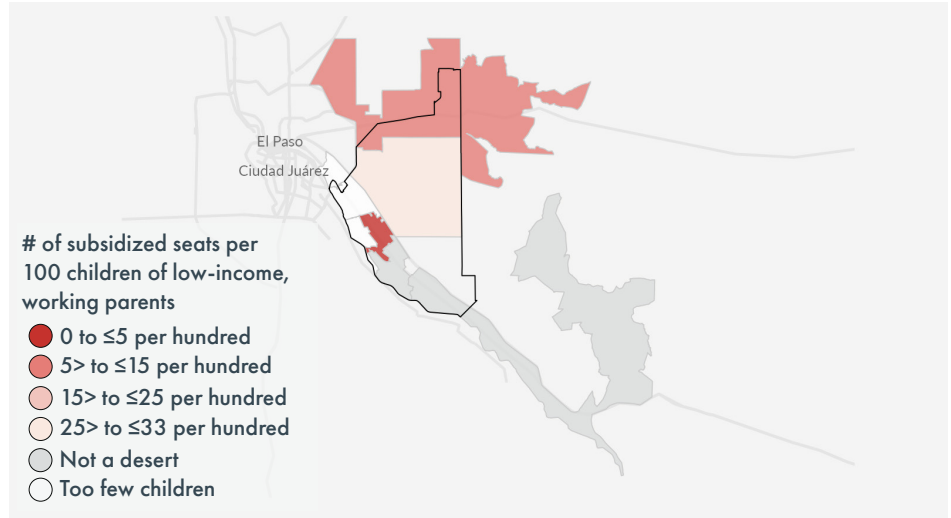 El Paso
Ciudad Juárez
# of subsidized seats per
100 children of low-income,
working parents
0 to ≤5 per hundred
5> to ≤15 per hundred
15> to ≤25 per hundred
25> to ≤33 per hundred
Not a desert
Too few children